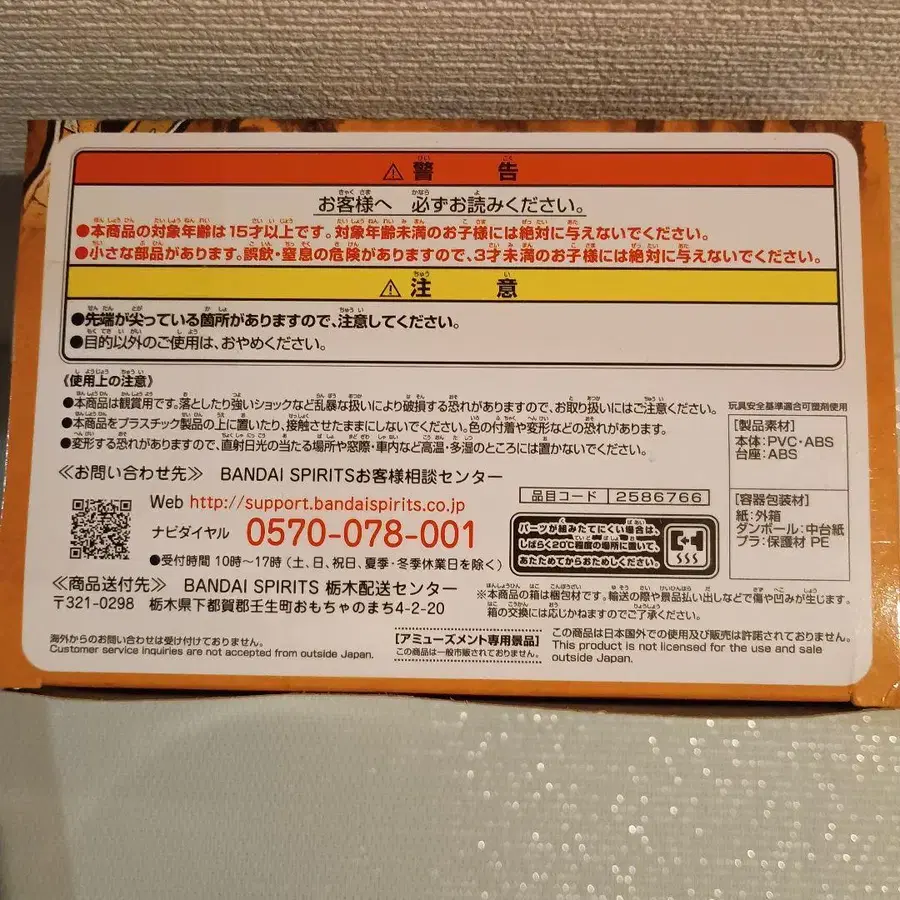 ⚠警告
お客様へ 必ずお読みください。
●本商品の対象年齢は15才以上です。対象年齢未満のお子様には絶対に与えないでください。
●小さな部品があります。誤飲・窒息の危険がありますので、3才未満のお子様には絶対に与えないでください。
⚠注意
●先端が尖っている箇所がありますので、注意してください。
●目的以外のご使用は、おやめください。
《使用上の注意》
●本商品は観賞用です。落としたり強いショックなど乱暴な扱いにより破損する恐れがありますので、お取り扱いにはご注意ください。
●本商品をプラスチック製品の上に置いたり、接触させたままにしないでください。色の付着や変形などの恐れがあります。
●変形する恐れがありますので、直射日光の当たる場所や窓際・車内など高温・多湿のところには置かないでください。
玩具安全基準適合可塑剤使用
[製品素材]
本体:PVC・ABS
台座:ABS
[容器包装材]
紙:外箱
ダンボール:中台紙
プラ:保護材 PE
≪お問い合わせ先≫ BANDAI SPIRITSお客様相談センター
Web http://support.bandaispirits.co.jp
ナビダイヤル 0570-078-001
●受付時間 10時～17時(土、日、祝日、夏季・冬季休業日を除く)
品目コード 2586766
パーツが組みたてにくい場合は、
しばらく20℃程度の場所に置いて、
あたためてからおためしください。
≪商品送付先≫ BANDAI SPIRITS 栃木配送センター
〒321-0298 栃木県下都賀郡壬生町おもちゃのまち4-2-20
※本商品の箱は梱包材です。輸送の際や景品払い出しなどで傷や凹みが生じます。
箱の交換には応じかねますのでご了承ください。
海外からのお問い合わせは受け付けておりません。
Customer service inquiries are not accepted from outside Japan.
[アミューズメント専用景品]
この商品は一般市販されておりません。
この商品は日本国外での使用及び販売は許諾されておりません。
This product is not licensed for the use and sale
outside Japan.